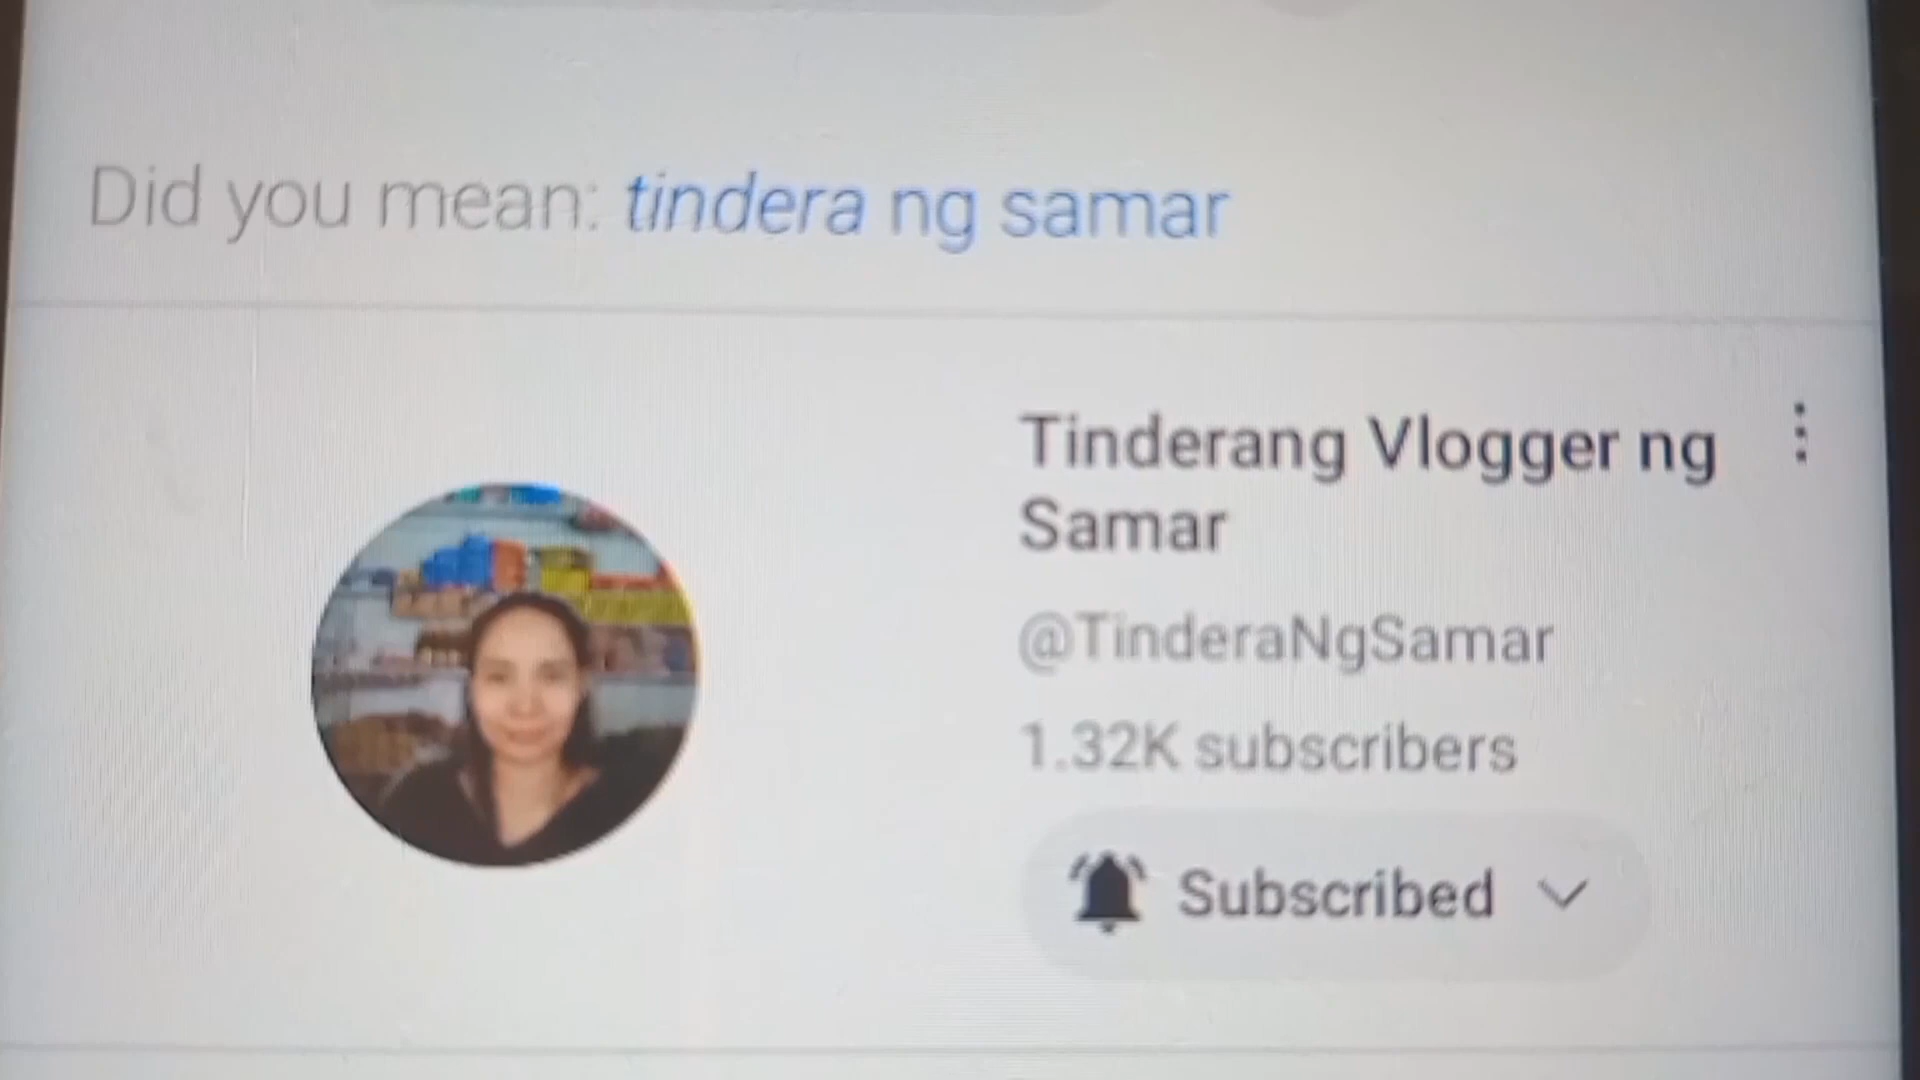 Did you mean: tindera ng samar
Tinderang Vlogger ng
Samar
@TinderaNgSamar
1.32K subscribers
Subscribed